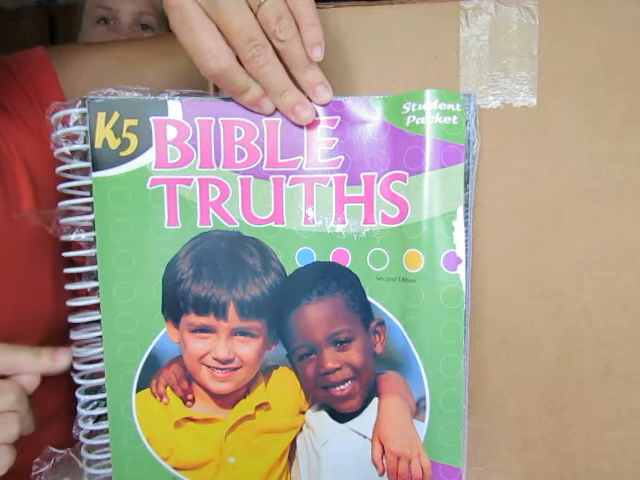 K5
BIBLE
TRUTHS
Student
Packet
Second Edition